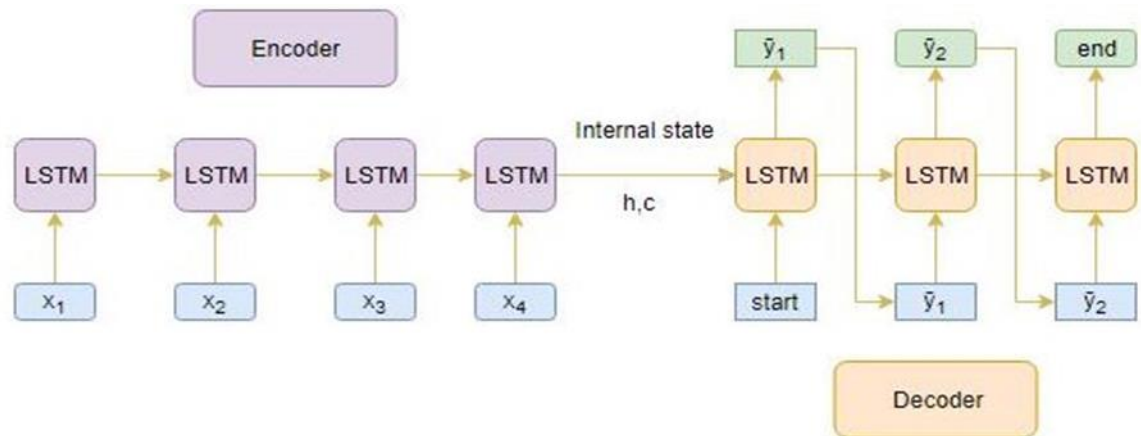 Encoder
ȳ₁ ȳ₂ end
Internal state
LSTM LSTM LSTM LSTM LSTM LSTM LSTM
h,c
x₁ x₂ x₃ x₄ start ȳ₁ ȳ₂
Decoder